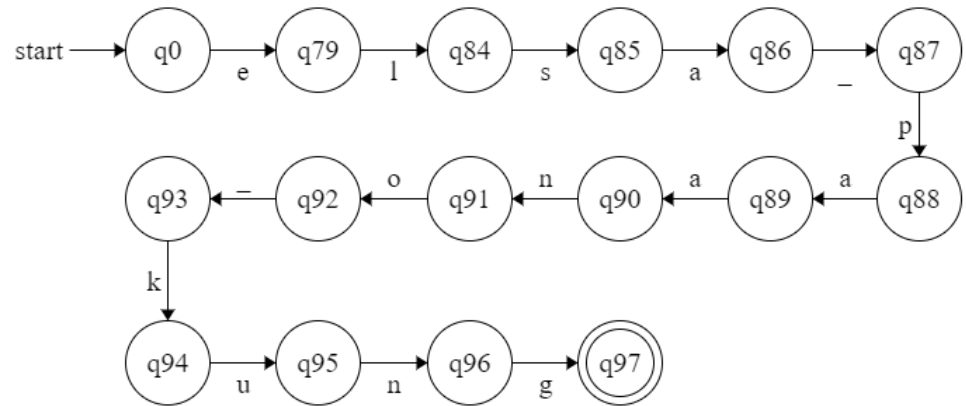 start q0 q79 q84 q85 q86 q87
e l s a _
p
q93 _ q92 o q91 n q90 a q89 a q88
k
q94 q95 q96 q97
u n g